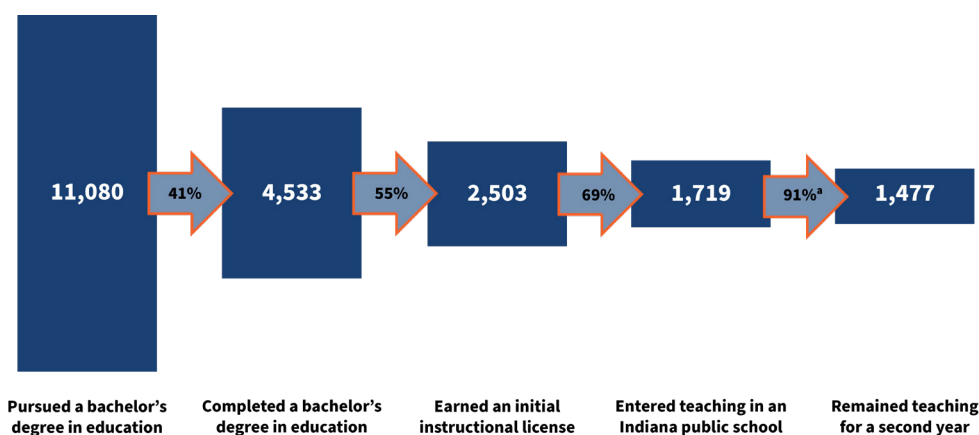 11,080
41%
4,533
55%
2,503
69%
1,719
91%ᵃ
1,477
Pursued a bachelor’s
degree in education
Completed a bachelor’s
degree in education
Earned an initial
instructional license
Entered teaching in an
Indiana public school
Remained teaching
for a second year